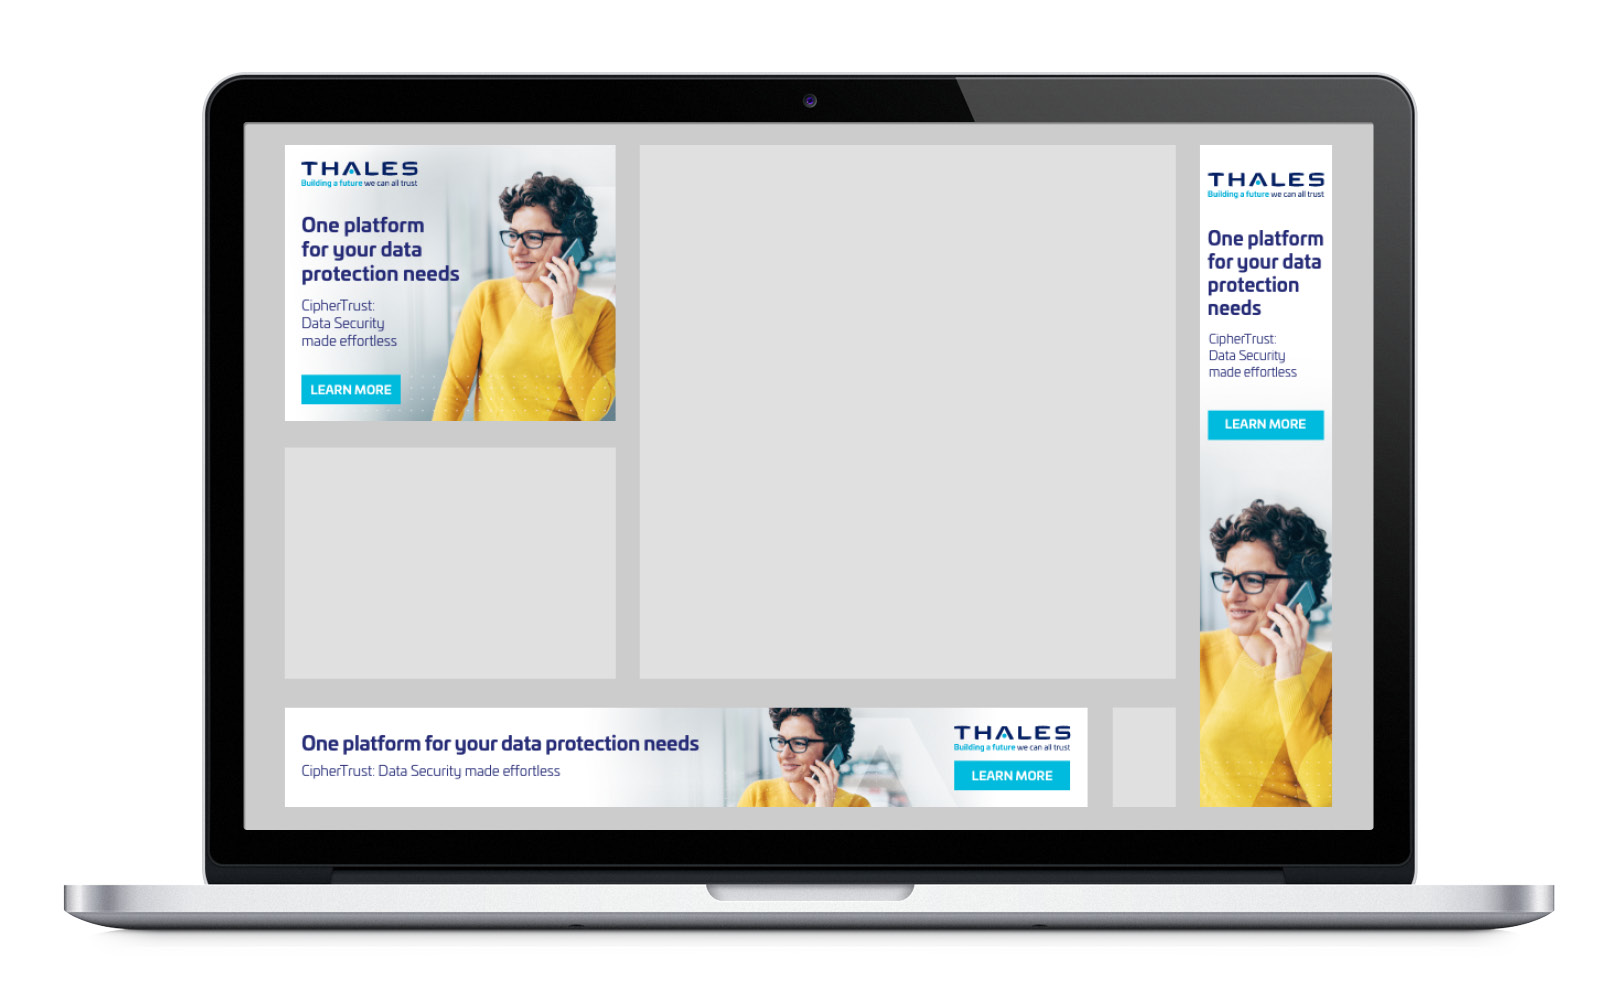 THALES
Building a future we can all trust
One platform
for your data
protection needs
CipherTrust:
Data Security
made effortless
LEARN MORE
THALES
Building a future we can all trust
One platform
for your data
protection
needs
CipherTrust:
Data Security
made effortless
LEARN MORE
One platform for your data protection needs
CipherTrust: Data Security made effortless
THALES
Building a future we can all trust
LEARN MORE